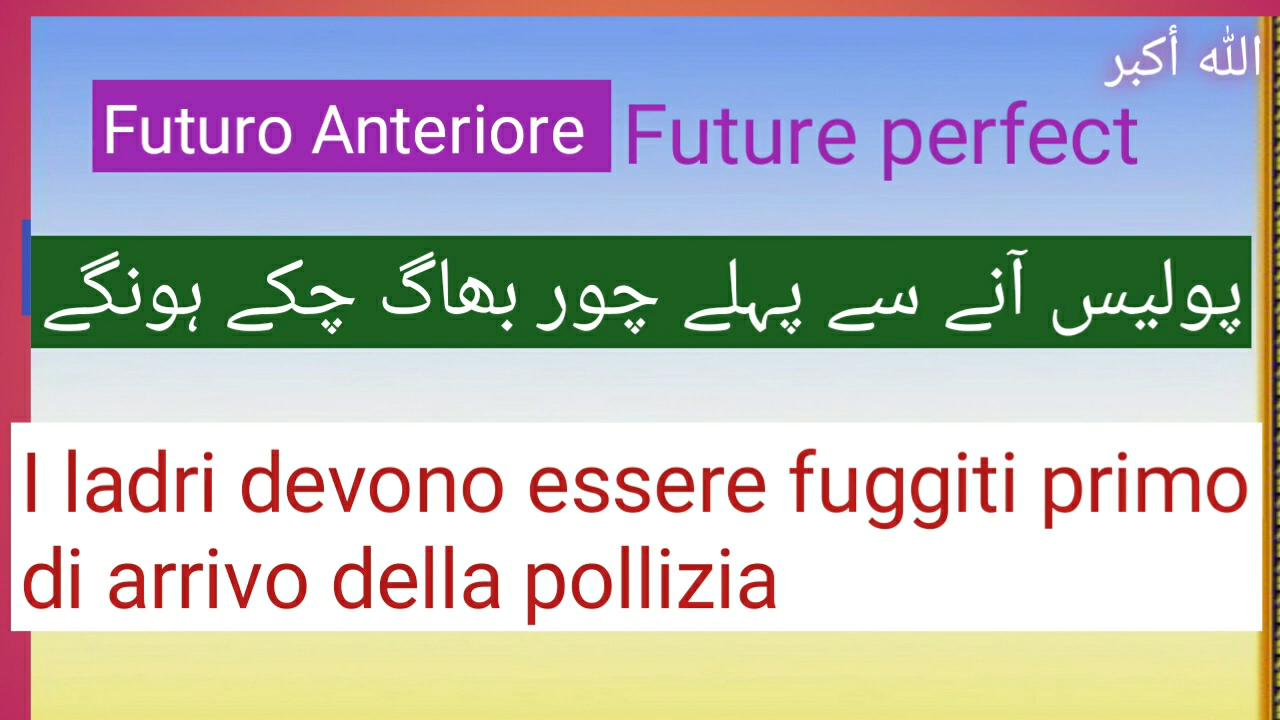 الله أكبر
Futuro Anteriore Future perfect
پولیس آنے سے پہلے چور بھاگ چکے ہونگے
I ladri devono essere fuggiti primo
di arrivo della pollizia